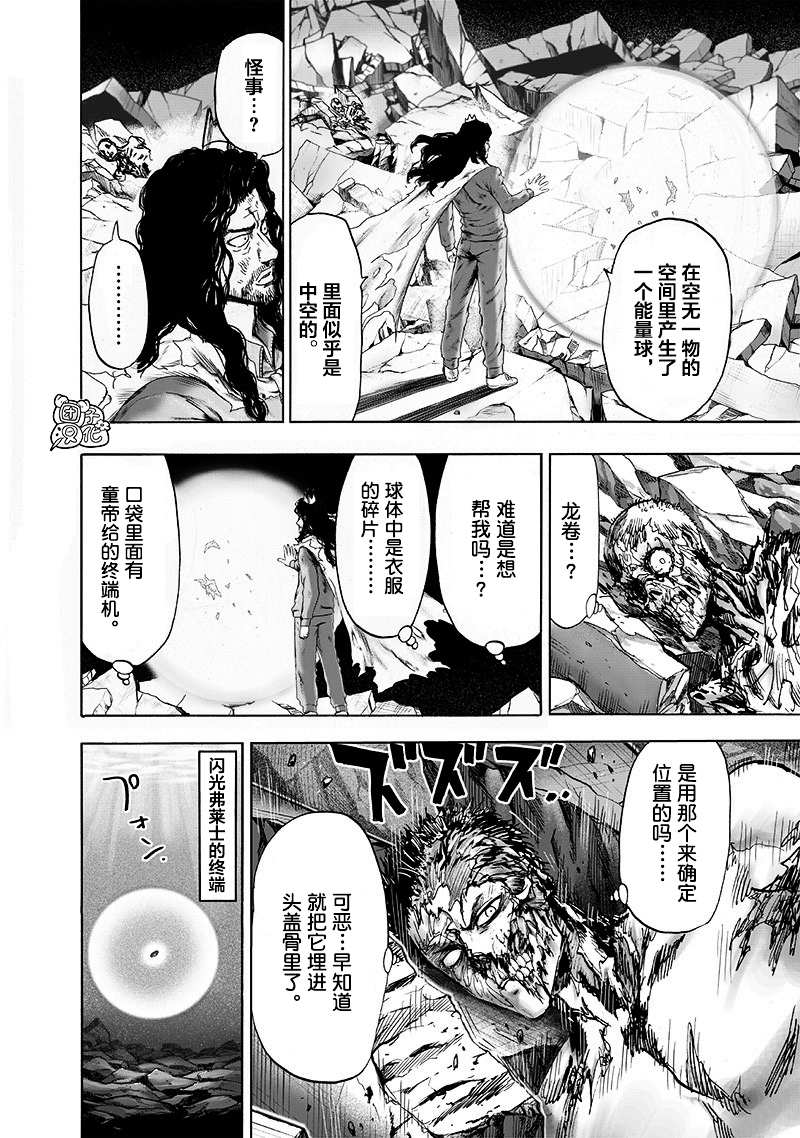 在空无一物的
空间里产生了
一个能量球，
里面似乎是
中空的。
怪事…？
………
龙卷…？
难道是想
帮我吗…？
球体中是衣服
的碎片………
口袋里面有
童帝给的终端机。
是用那个来确定
位置的吗…
ズズズ…
可恶…早知道
就把它埋进
头盖骨里了。
闪光弗莱士的终端
プン
团子
汉化